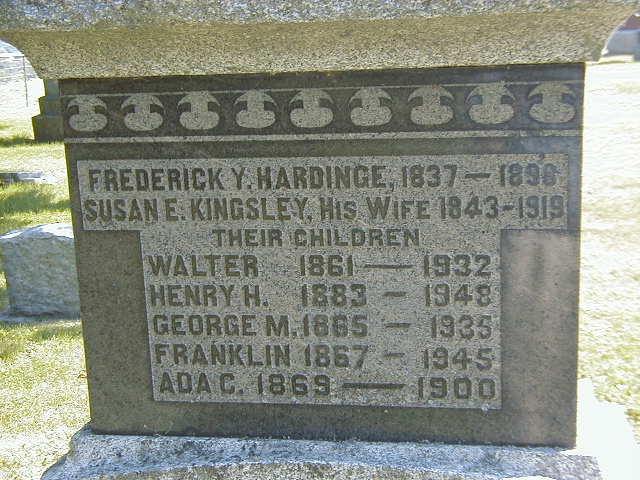 FREDERICK Y. HARDINGE, 1837 — 1896
SUSAN E. KINGSLEY, HIS WIFE 1843-1919
THEIR CHILDREN
WALTER 1861 — 1932
HENRY H. 1863 — 1948
GEORGE M. 1865 — 1935
FRANKLIN 1867 — 1945
ADA C. 1869 — 1900